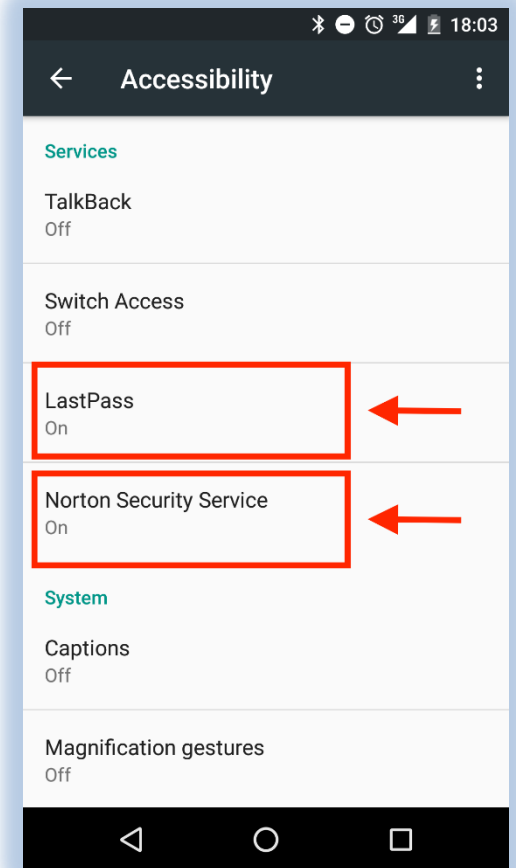 3G 18:03
Accessibility
Services
TalkBack
Off
Switch Access
Off
LastPass
On
Norton Security Service
On
System
Captions
Off
Magnification gestures
Off